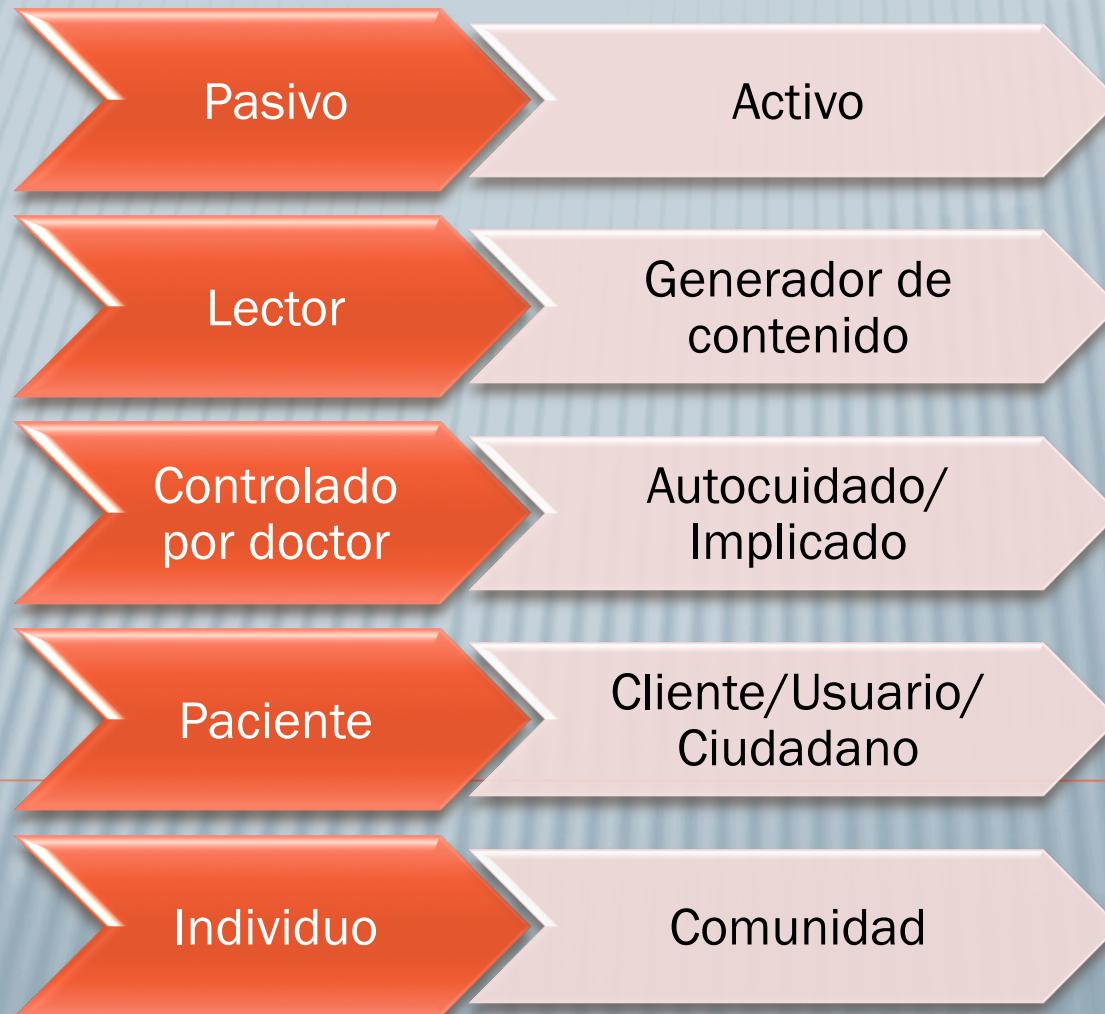 Pasivo
Activo
Lector
Generador de
contenido
Controlado
por doctor
Autocuidado/
Implicado
Paciente
Cliente/Usuario/
Ciudadano
Individuo
Comunidad